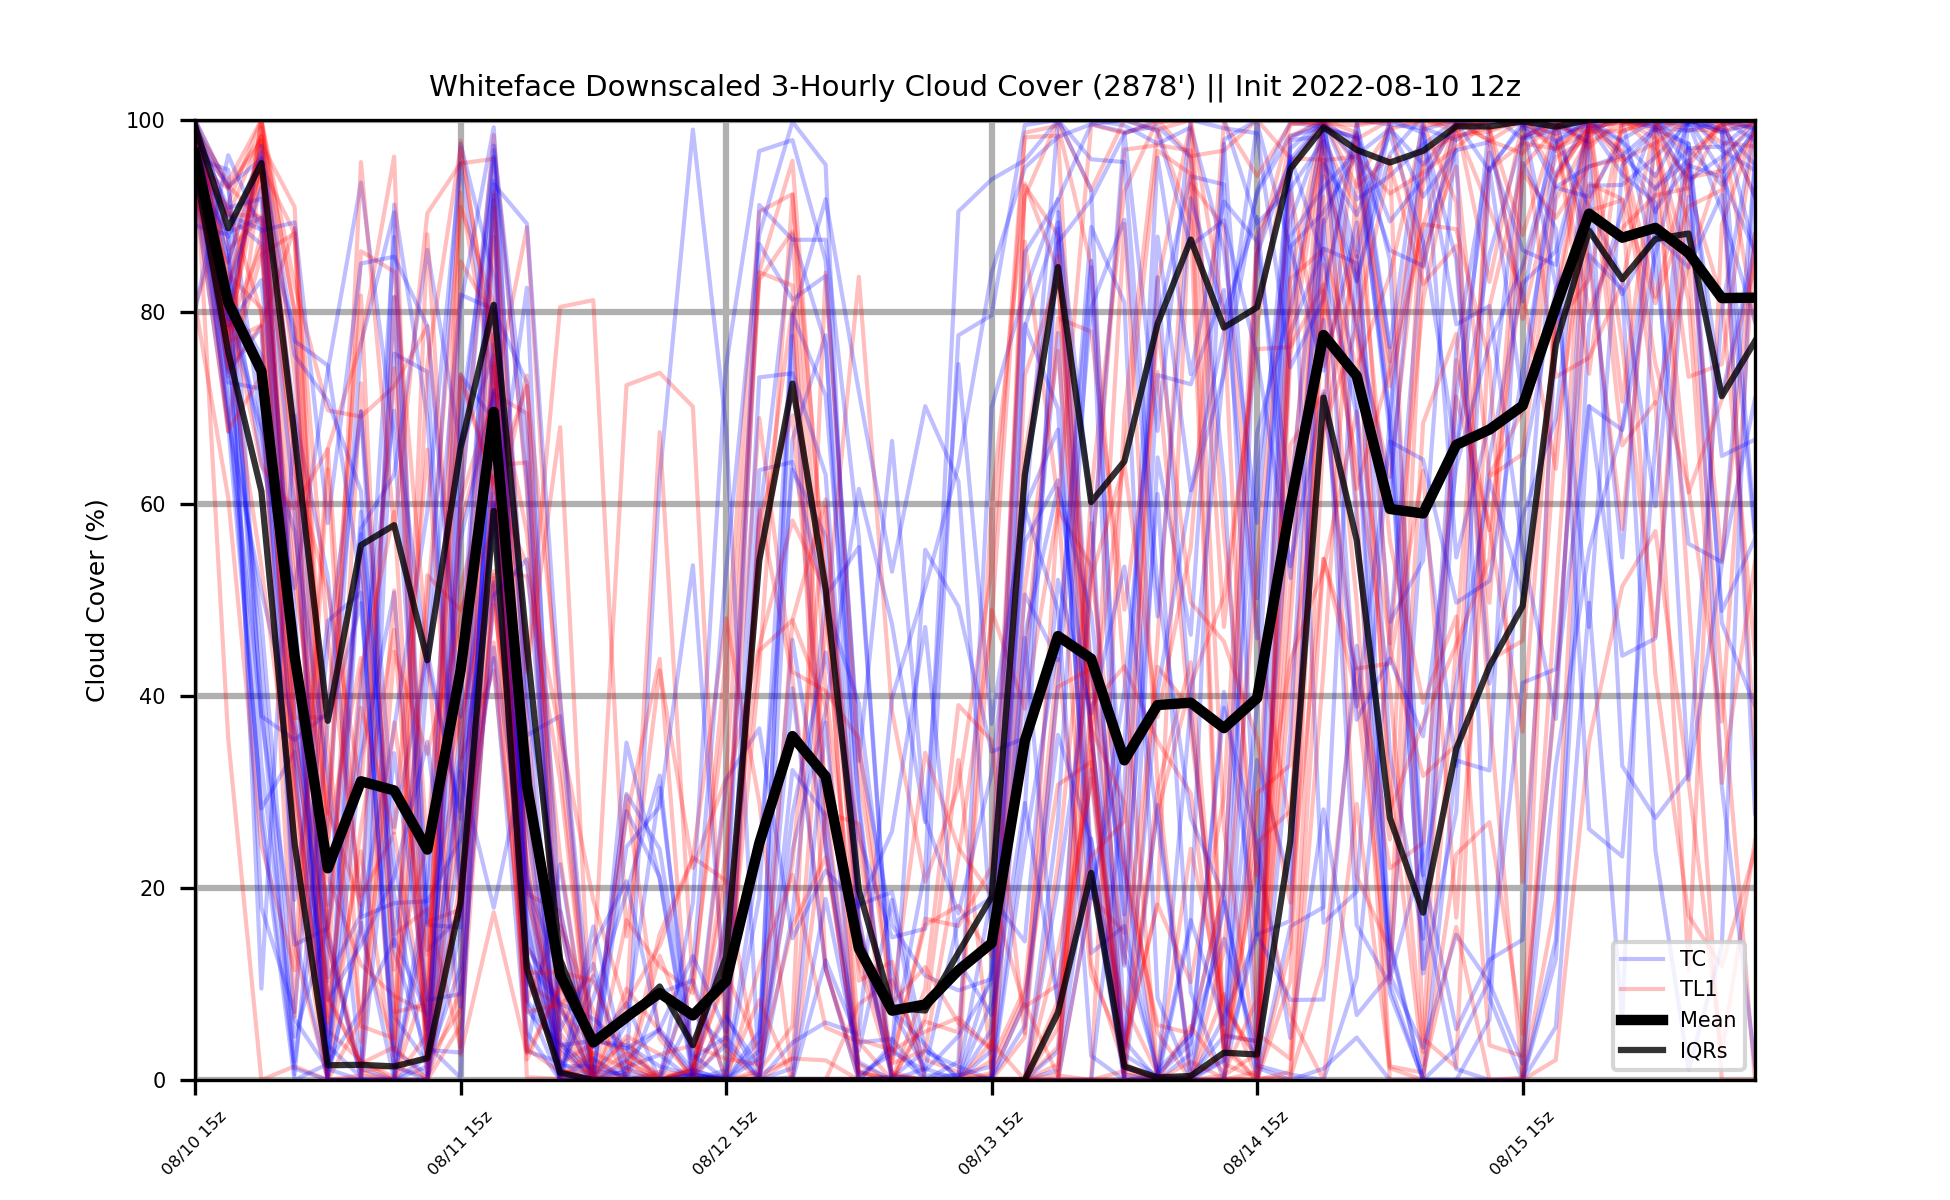 Whiteface Downscaled 3-Hourly Cloud Cover (2878') || Init 2022-08-10 12z
Cloud Cover (%)
100
80
60
40
20
0
08/10 15z
08/11 15z
08/12 15z
08/13 15z
08/14 15z
08/15 15z
TC
TL1
Mean
IQRs